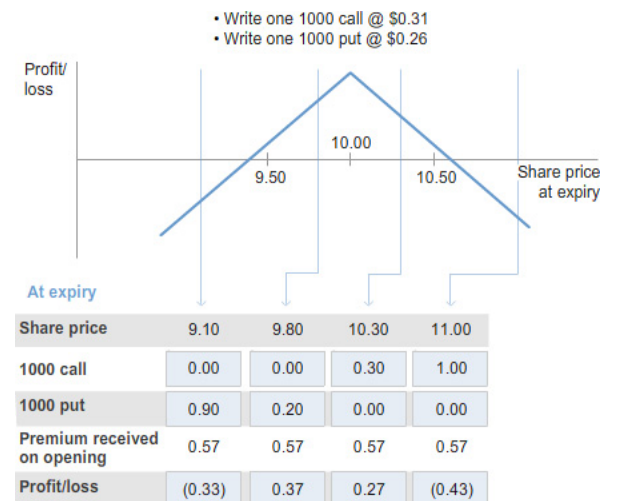 • Write one 1000 call @ $0.31
• Write one 1000 put @ $0.26
Profit/
loss
10.00
9.50
10.50
Share price
at expiry
At expiry
Share price 9.10 9.80 10.30 11.00
1000 call 0.00 0.00 0.30 1.00
1000 put 0.90 0.20 0.00 0.00
Premium received
on opening 0.57 0.57 0.57 0.57
Profit/loss (0.33) 0.37 0.27 (0.43)